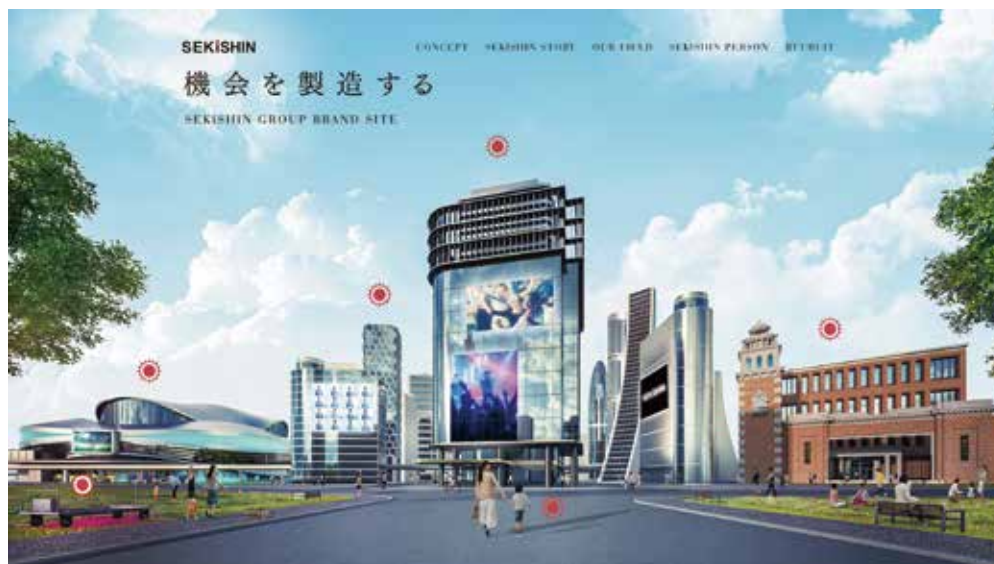 SEKiSHIN
CONCEPT SEKISHIN STORY OUR FIELD SEKISHIN PERSON RECRUIT
機会を製造する
SEKISHIN GROUP BRAND SITE